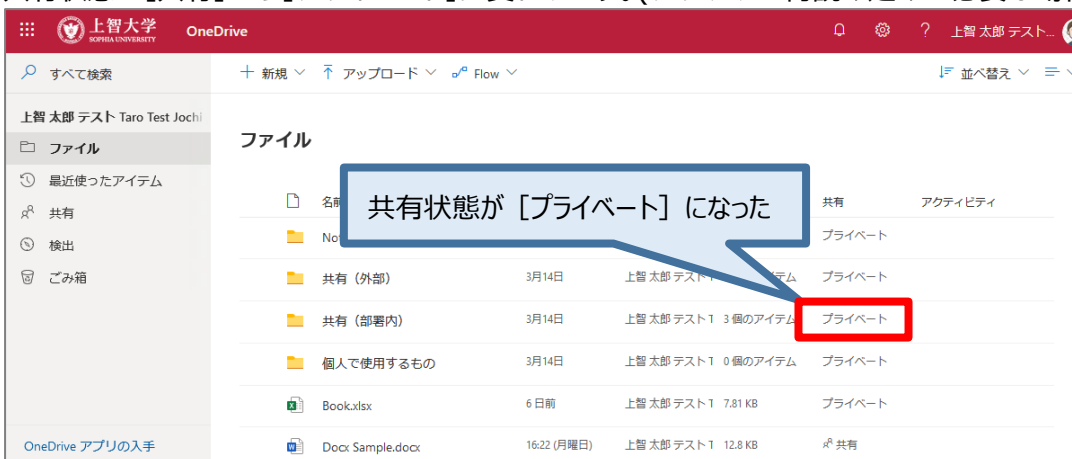 上智大学
SOPHIA UNIVERSITY
OneDrive
? 上智 太郎 テスト...
すべて検索
+ 新規 アップロード Flow
並べ替え
上智 太郎 テスト Taro Test Jochi
ファイル
最近使ったアイテム
共有
検出
ごみ箱
OneDrive アプリの入手
ファイル
共有状態が [プライベート] になった
共有 アクティビティ
プライベート
共有（外部） 3月14日 上智 太郎 テスト プライベート
共有（部署内） 3月14日 上智 太郎 テスト T 3 個のアイテム プライベート
個人で使用するもの 3月14日 上智 太郎 テスト T 0 個のアイテム プライベート
Book.xlsx 6 日前 上智 太郎 テスト T 7.81 KB プライベート
Docx Sample.docx 16:22 (月曜日) 上智 太郎 テスト T 12.8 KB 共有